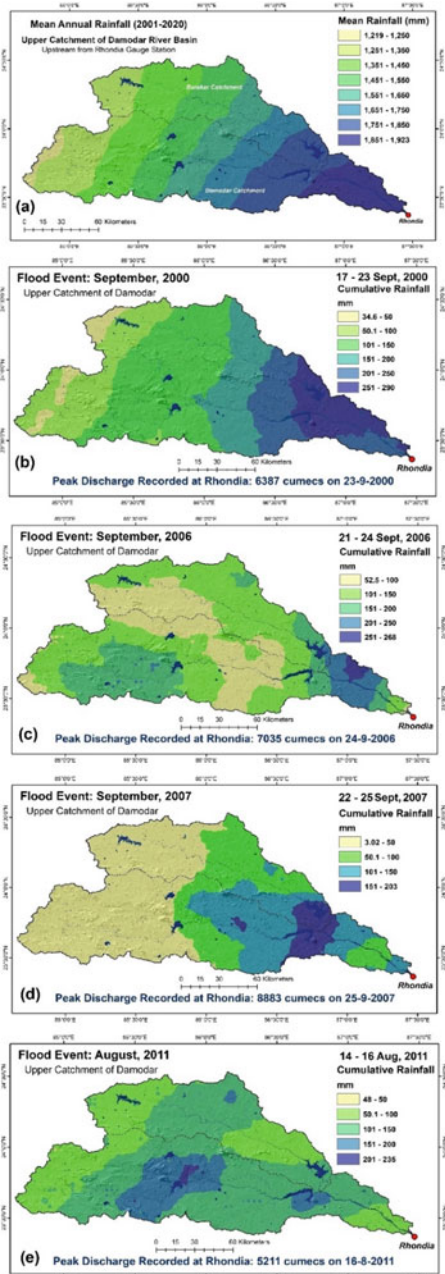 Mean Annual Rainfall (2001-2020)
Upper Catchment of Damodar River Basin
Upstream from Rhondia Gauge Station
Mean Rainfall (mm)
1,219 - 1,250
1,251 - 1,350
1,351 - 1,450
1,451 - 1,550
1,551 - 1,650
1,651 - 1,750
1,751 - 1,850
1,851 - 1,923
Barakar Catchment
Damodar Catchment
Rhondia
(a)
0 15 30 60 Kilometers
Flood Event: September, 2000
Upper Catchment of Damodar
17 - 23 Sept, 2000
Cumulative Rainfall
mm
34.6 - 50
50.1 - 100
101 - 150
151 - 200
201 - 250
251 - 290
0 15 30 60 Kilometers
Rhondia
(b)
Peak Discharge Recorded at Rhondia: 6387 cumecs on 23-9-2000
Flood Event: September, 2006
Upper Catchment of Damodar
21 - 24 Sept, 2006
Cumulative Rainfall
mm
52.5 - 100
101 - 150
151 - 200
201 - 250
251 - 265
Rhondia
(c)
Peak Discharge Recorded at Rhondia: 7035 cumecs on 24-9-2006
0 15 30 60 Kilometers
Flood Event: September, 2007
Upper Catchment of Damodar
22 - 25 Sept, 2007
Cumulative Rainfall
mm
3.02 - 50
50.1 - 100
101 - 150
151 - 203
0 15 30 60 Kilometers
Rhondia
(d)
Peak Discharge Recorded at Rhondia: 8883 cumecs on 25-9-2007
Flood Event: August, 2011
Upper Catchment of Damodar
14 - 16 Aug, 2011
Cumulative Rainfall
mm
48 - 50
50.1 - 100
101 - 150
151 - 200
201 - 235
0 15 30 60 Kilometers
Rhondia
(e)
Peak Discharge Recorded at Rhondia: 5211 cumecs on 16-8-2011